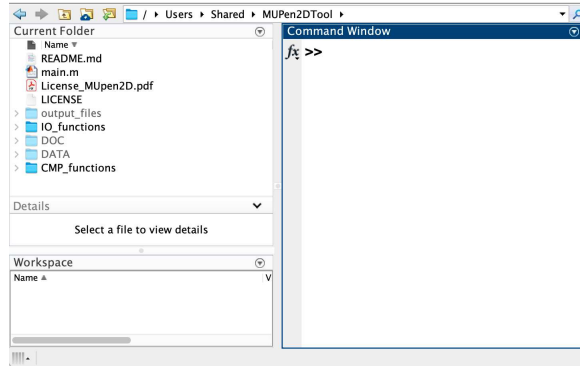 / ▸ Users ▸ Shared ▸ MUPen2DTool ▸
Current Folder
Name ▼
README.md
main.m
License_MUpen2D.pdf
LICENSE
output_files
IO_functions
DOC
DATA
CMP_functions
Details
Select a file to view details
Workspace
Name ▲ V
Command Window
fx >>